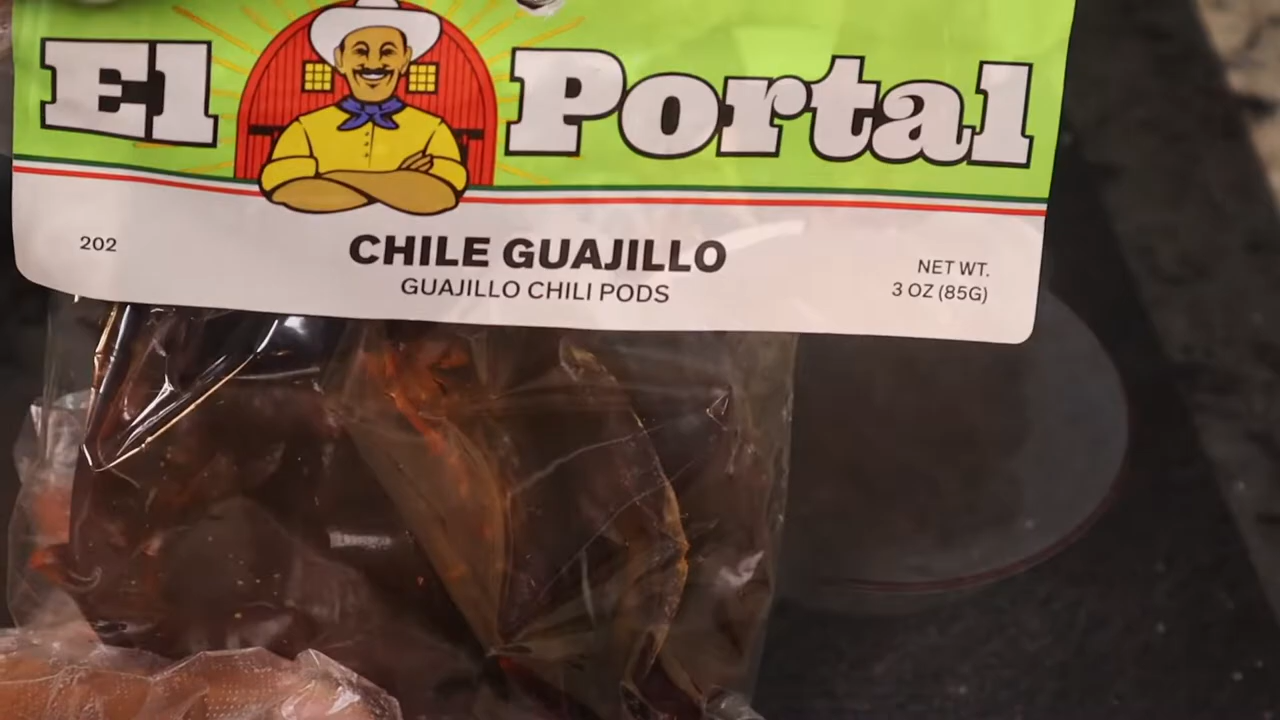 El Portal
202
CHILE GUAJILLO
GUAJILLO CHILI PODS
NET WT.
3 OZ (85G)